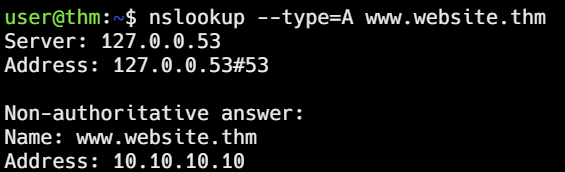 user@thm:~$ nslookup --type=A www.website.thm
Server: 127.0.0.53
Address: 127.0.0.53#53

Non-authoritative answer:
Name: www.website.thm
Address: 10.10.10.10